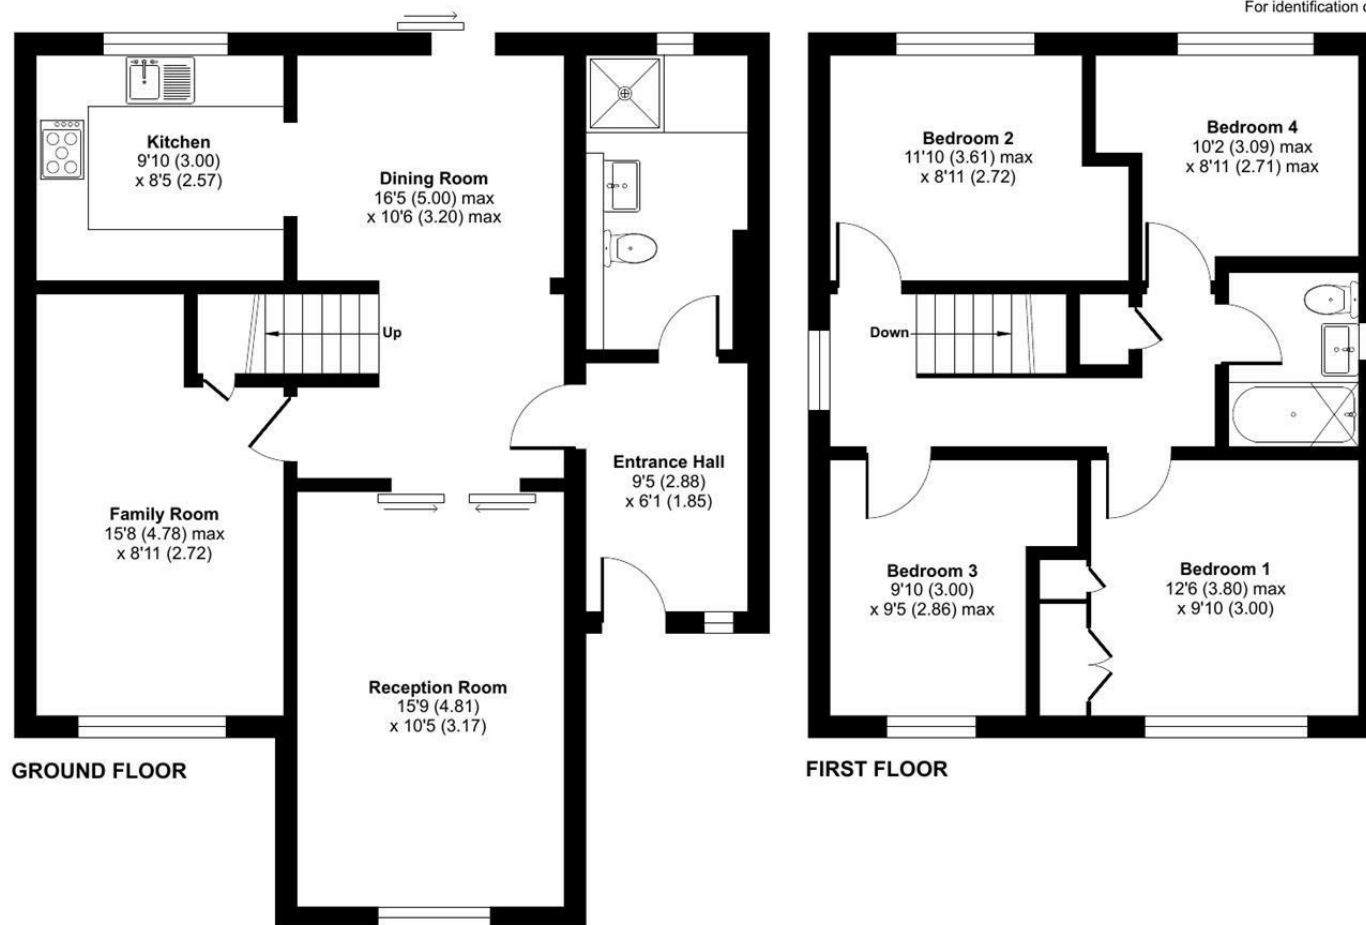 For identification
Kitchen
9'10 (3.00)
x 8'5 (2.57)
Dining Room
16'5 (5.00) max
x 10'6 (3.20) max
Up
Family Room
15'8 (4.78) max
x 8'11 (2.72)
Entrance Hall
9'5 (2.88)
x 6'1 (1.85)
Reception Room
15'9 (4.81)
x 10'5 (3.17)
GROUND FLOOR
Bedroom 2
11'10 (3.61) max
x 8'11 (2.72)
Bedroom 4
10'2 (3.09) max
x 8'11 (2.71) max
Down
Bedroom 3
9'10 (3.00)
x 9'5 (2.86) max
Bedroom 1
12'6 (3.80) max
x 9'10 (3.00)
FIRST FLOOR